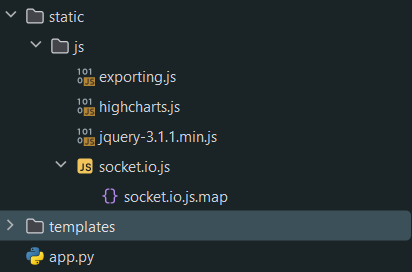 static
js
exporting.js
highcharts.js
jquery-3.1.1.min.js
JS socket.io.js
{} socket.io.js.map
templates
app.py